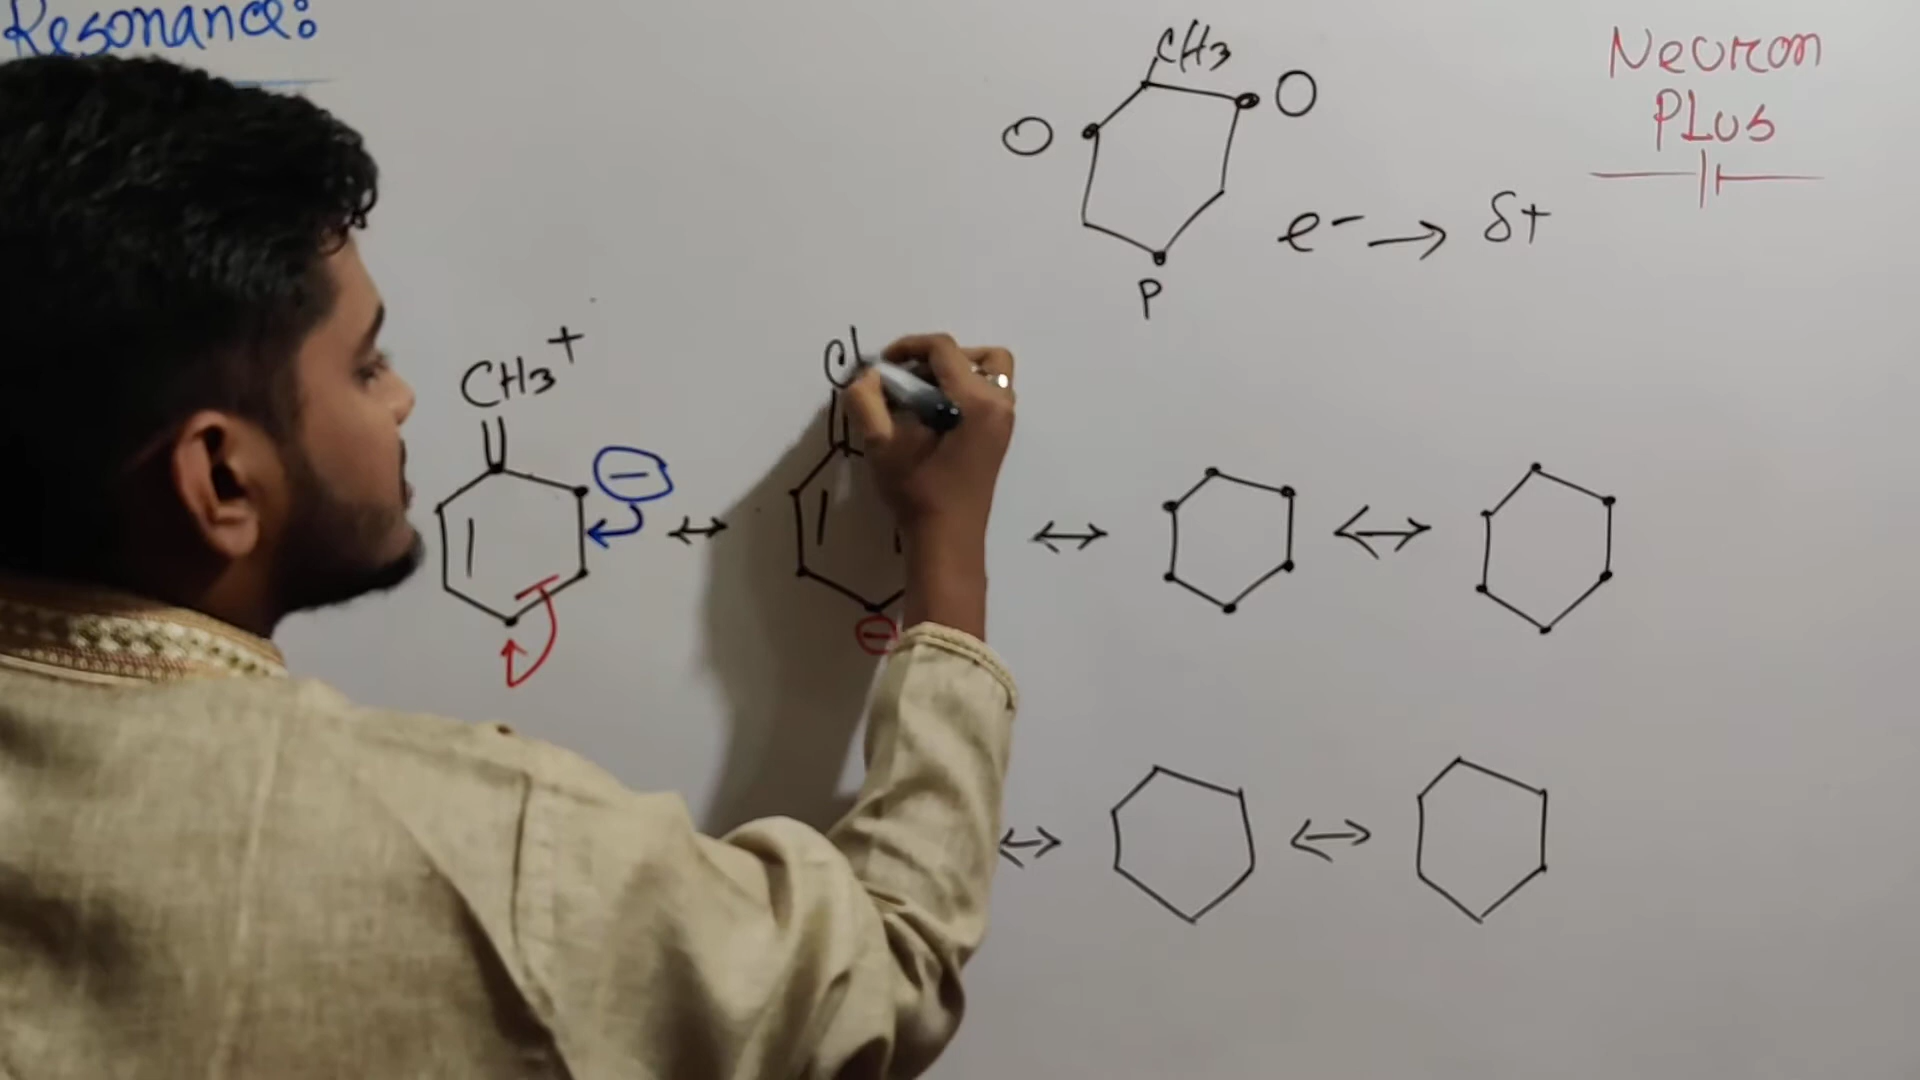 Resonance:
CH3
O
O
P
e- → δ+
Neuron
PLus
CH3+
-
↔
↔
↔
-
↔
↔